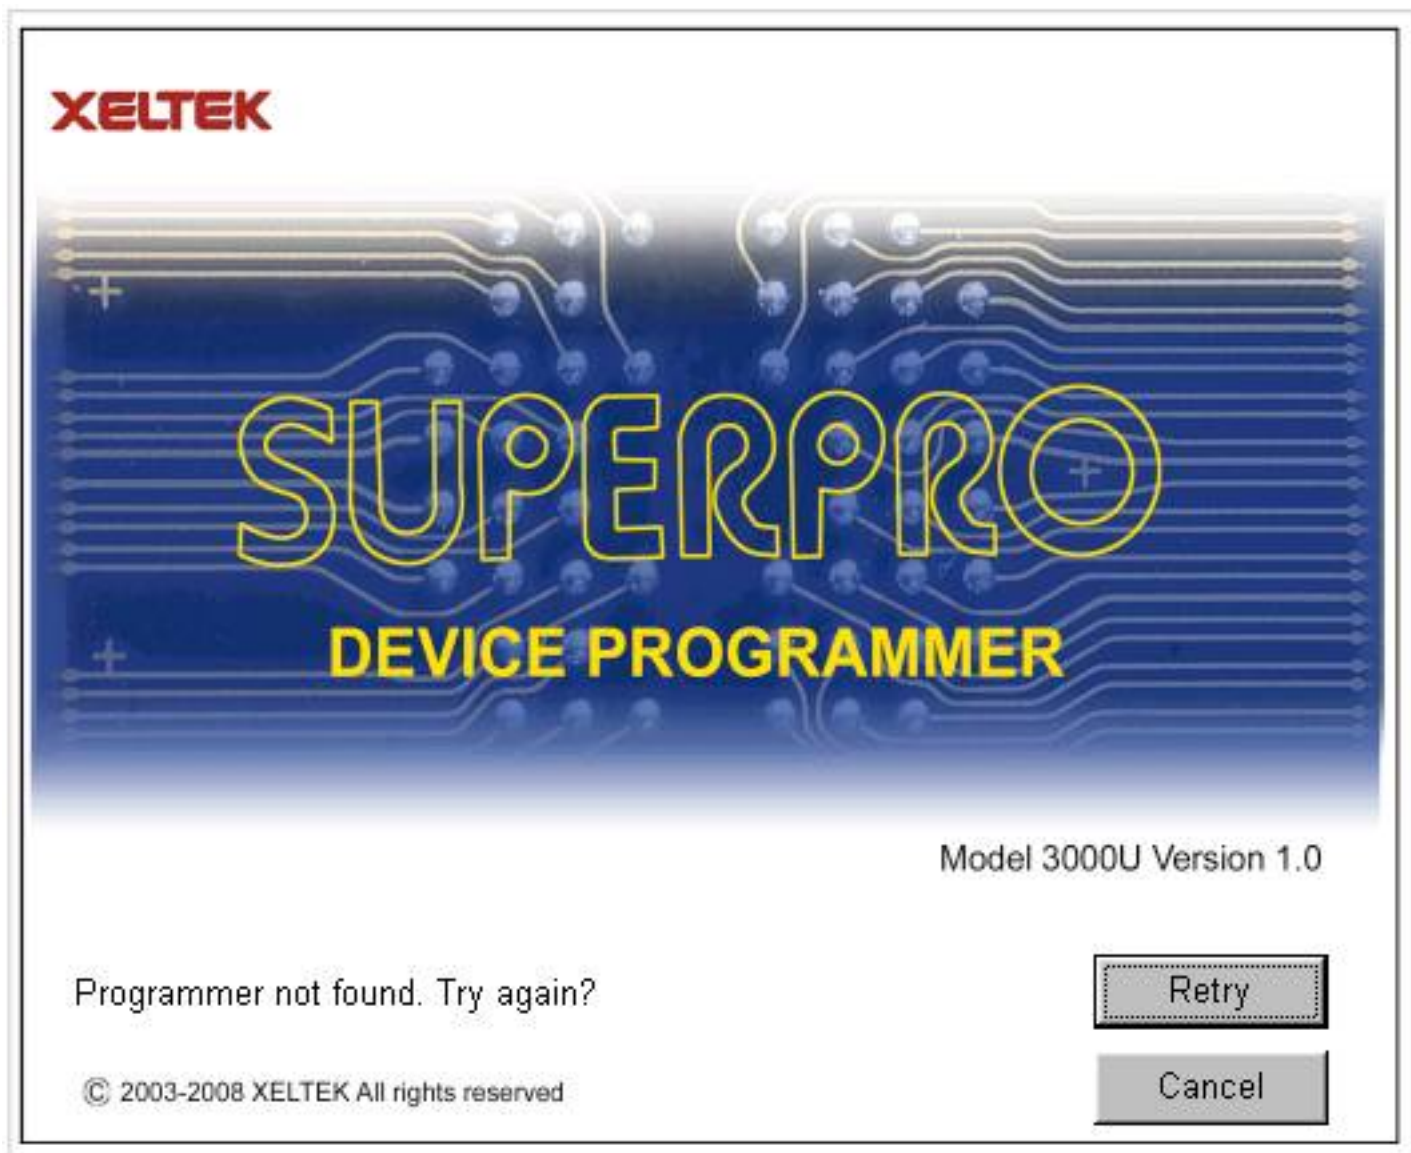 XELTEK
SUPERPRO
DEVICE PROGRAMMER
Model 3000U Version 1.0
Programmer not found. Try again?
Retry
© 2003-2008 XELTEK All rights reserved
Cancel